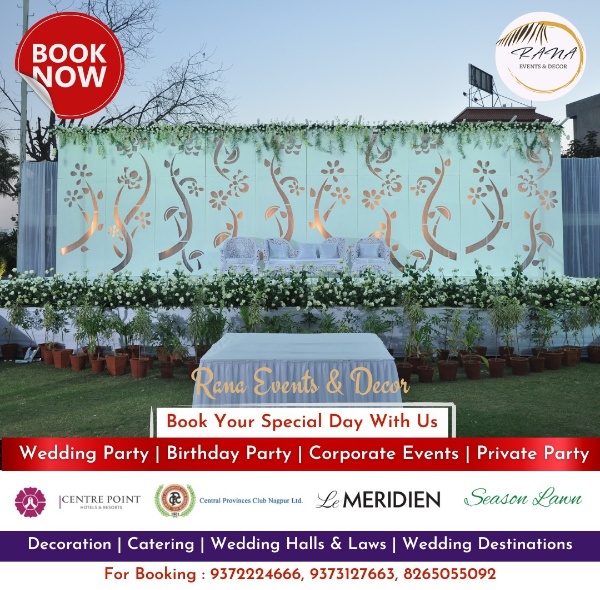 BOOK
NOW
RANA
EVENTS & DECOR
Rana Events & Decor
Book Your Special Day With Us
Wedding Party | Birthday Party | Corporate Events | Private Party
CENTRE POINT
HOTELS & RESORTS
Central Provinces Club Nagpur Ltd.
Le MERIDIEN
Season Lawn
Decoration | Catering | Wedding Halls & Laws | Wedding Destinations
For Booking : 9372224666, 9373127663, 8265055092